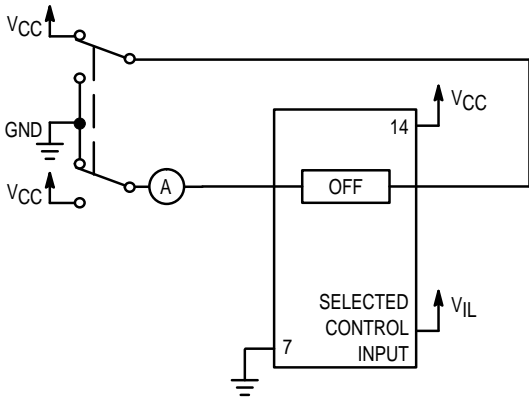 VCC
GND
VCC
A
OFF
14
VCC
SELECTED
CONTROL
INPUT
VIL
7